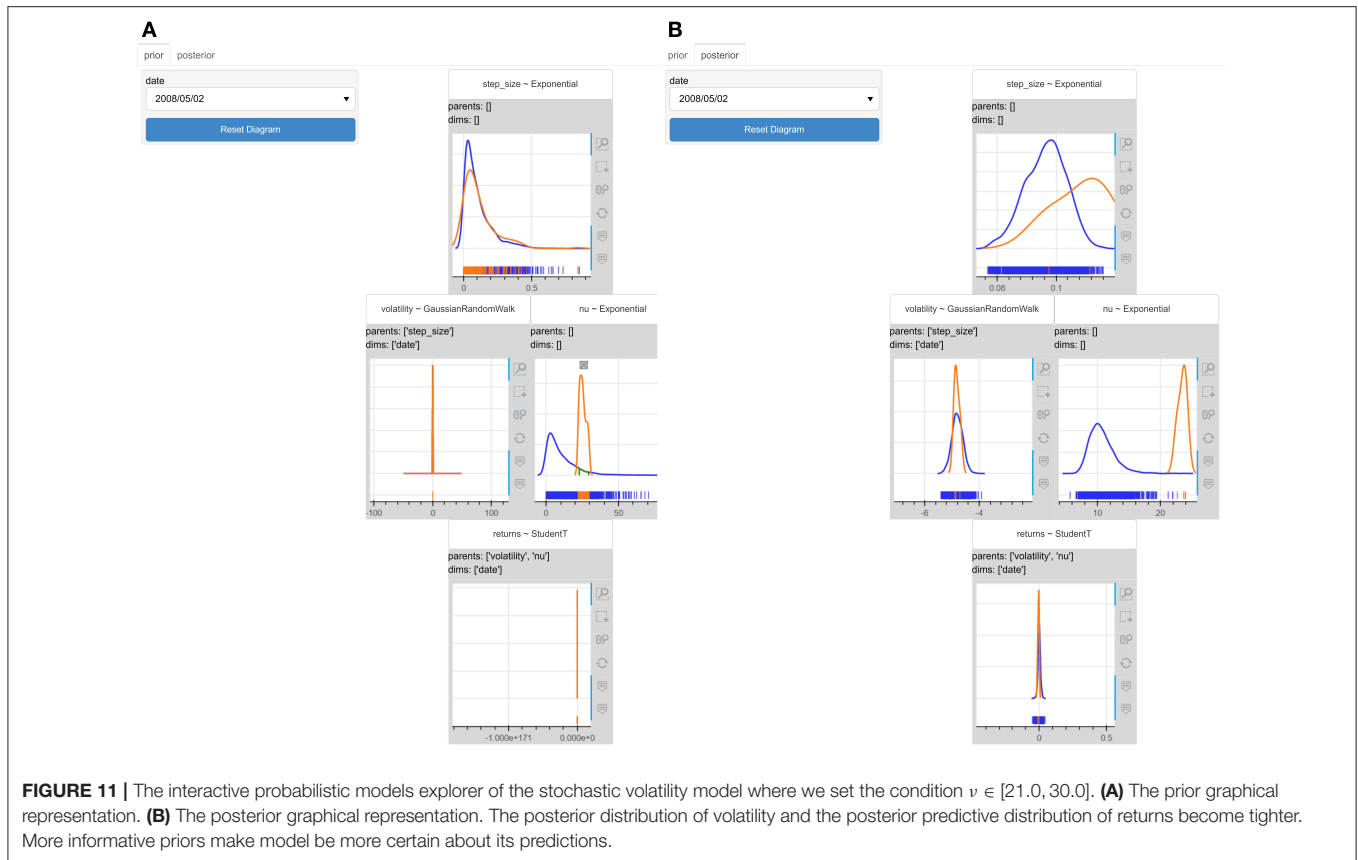 A
prior posterior
date
2008/05/02
Reset Diagram
step_size ~ Exponential
parents: []
dims: []
0 0.5
volatility ~ GaussianRandomWalk
parents: ['step_size']
dims: ['date']
-100 0 100
nu ~ Exponential
parents: []
dims: []
0 50
returns ~ StudentT
parents: ['volatility', 'nu']
dims: ['date']
-1.000e+171 0.000e+0
B
prior posterior
date
2008/05/02
Reset Diagram
step_size ~ Exponential
parents: []
dims: []
0.08 0.1
volatility ~ GaussianRandomWalk
parents: ['step_size']
dims: ['date']
-6 -4
nu ~ Exponential
parents: []
dims: []
10 20
returns ~ StudentT
parents: ['volatility', 'nu']
dims: ['date']
0 0.5
FIGURE 11 | The interactive probabilistic models explorer of the stochastic volatility model where we set the condition ν ∈ [21.0, 30.0]. (A) The prior graphical
representation. (B) The posterior graphical representation. The posterior distribution of volatility and the posterior predictive distribution of returns become tighter.
More informative priors make model be more certain about its predictions.